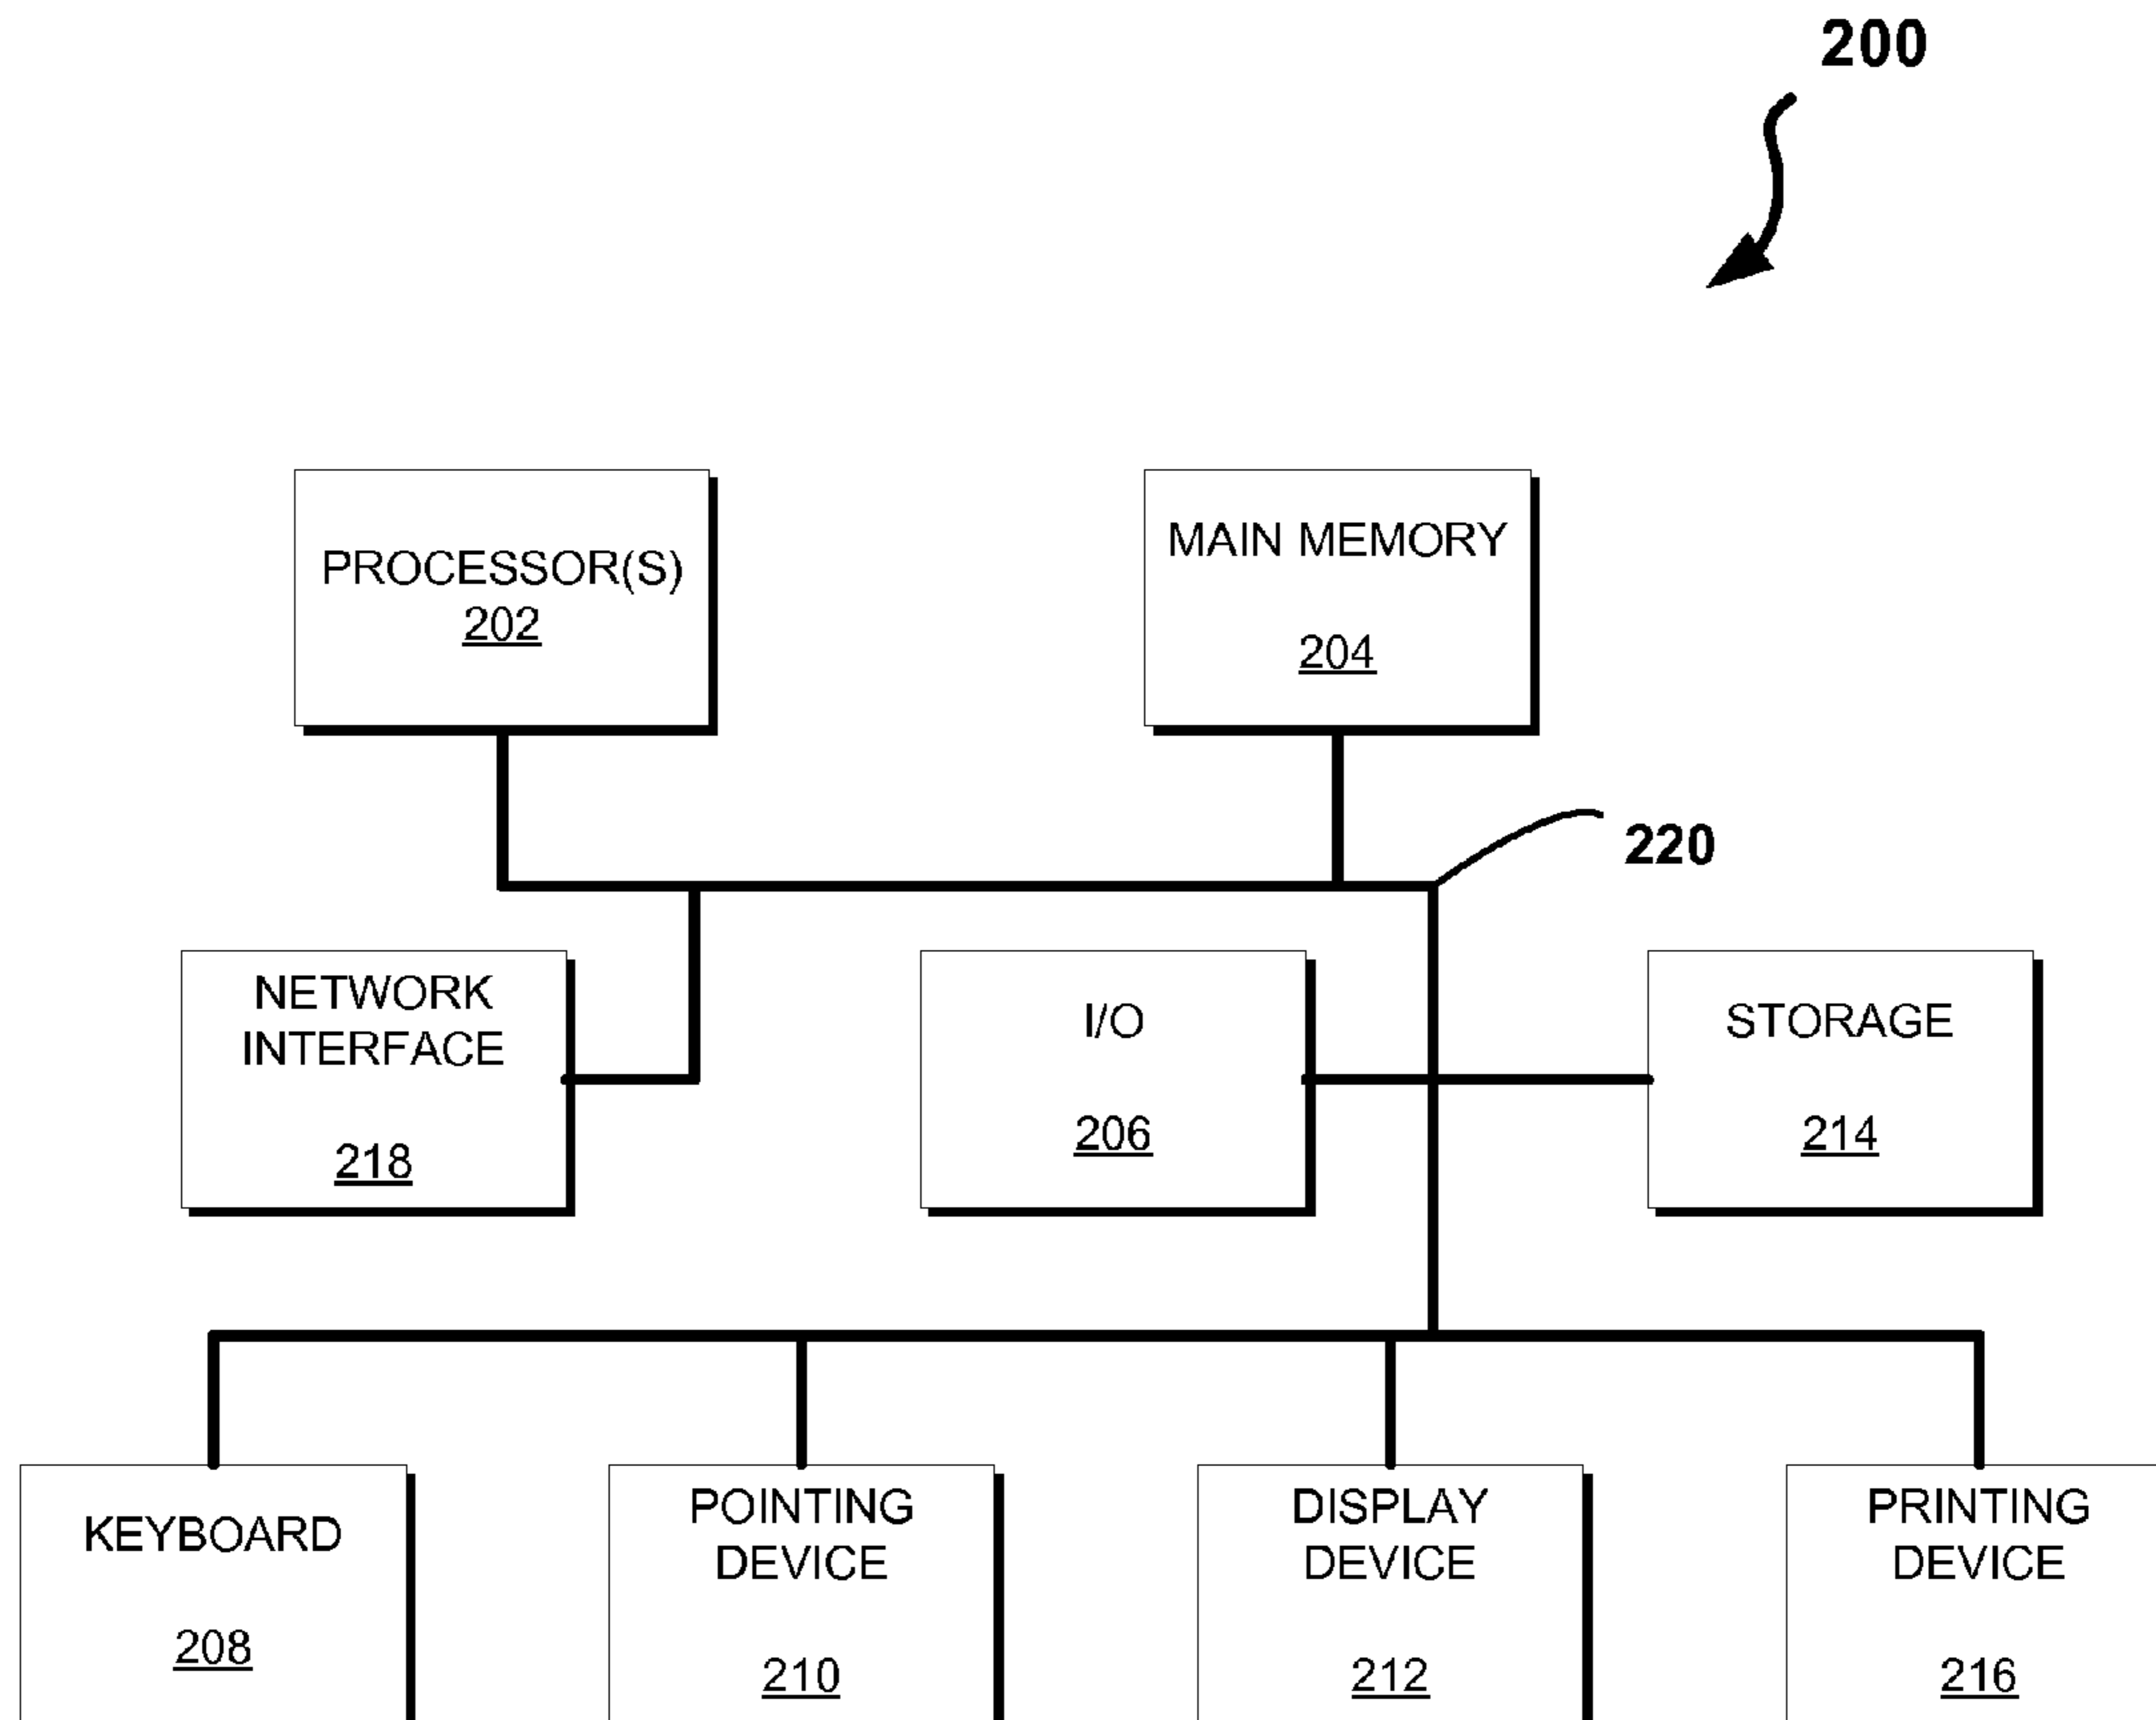 200
PROCESSOR(S)
202
MAIN MEMORY
204
220
NETWORK
INTERFACE
218
I/O
206
STORAGE
214
KEYBOARD
208
POINTING
DEVICE
210
DISPLAY
DEVICE
212
PRINTING
DEVICE
216